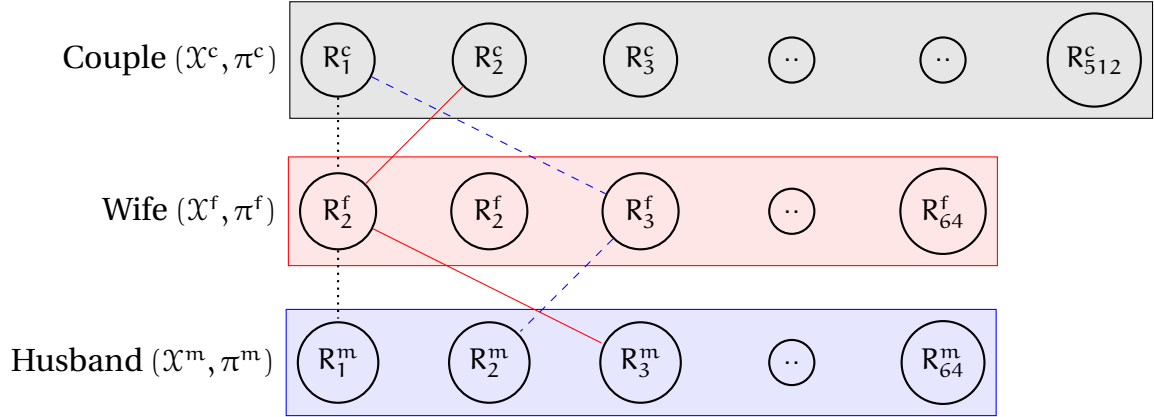 Couple (𝒳ᶜ, πᶜ) R₁ᶜ R₂ᶜ R₃ᶜ ·· ·· R₅₁₂ᶜ
Wife (𝒳ᶠ, πᶠ) R₂ᶠ R₂ᶠ R₃ᶠ ·· R₆₄ᶠ
Husband (𝒳ᵐ, πᵐ) R₁ᵐ R₂ᵐ R₃ᵐ ·· R₆₄ᵐ